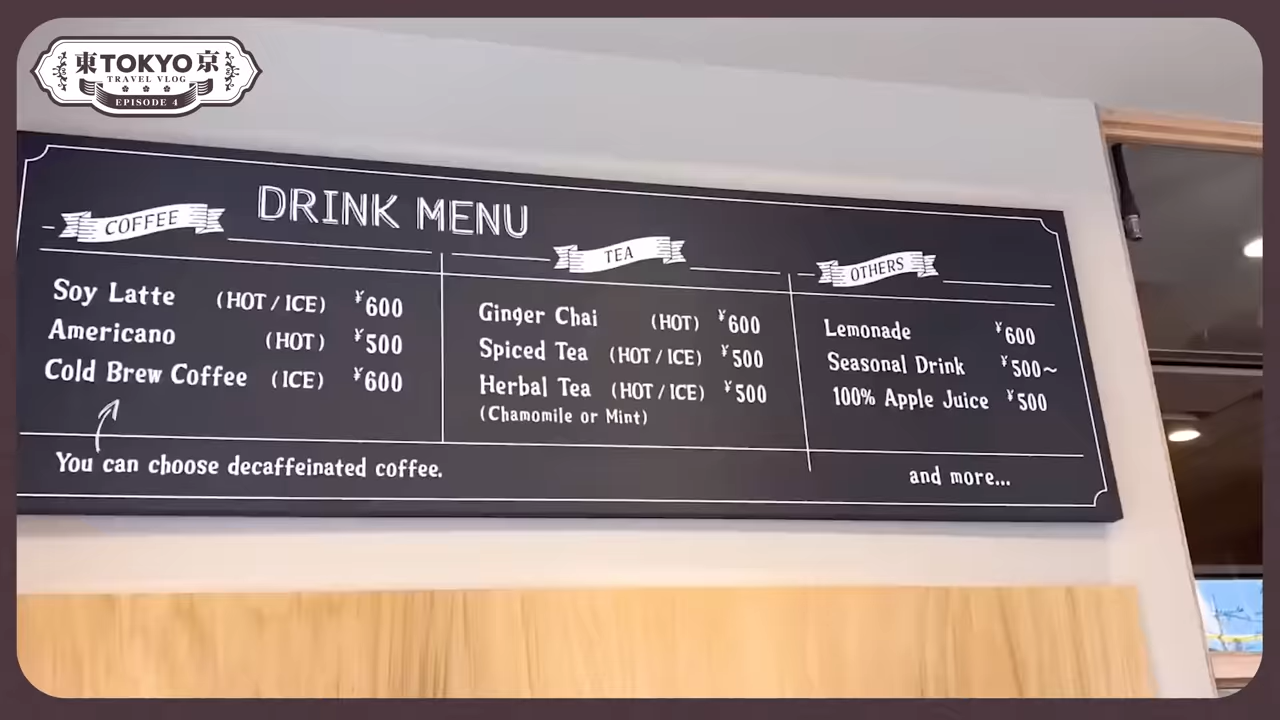 東TOKYO京
TRAVEL VLOG
EPISODE 4
DRINK MENU
COFFEE
Soy Latte (HOT / ICE) ¥600
Americano (HOT) ¥500
Cold Brew Coffee (ICE) ¥600
You can choose decaffeinated coffee.
TEA
Ginger Chai (HOT) ¥600
Spiced Tea (HOT / ICE) ¥500
Herbal Tea (HOT / ICE) ¥500
(Chamomile or Mint)
OTHERS
Lemonade ¥600
Seasonal Drink ¥500~
100% Apple Juice ¥500
and more...